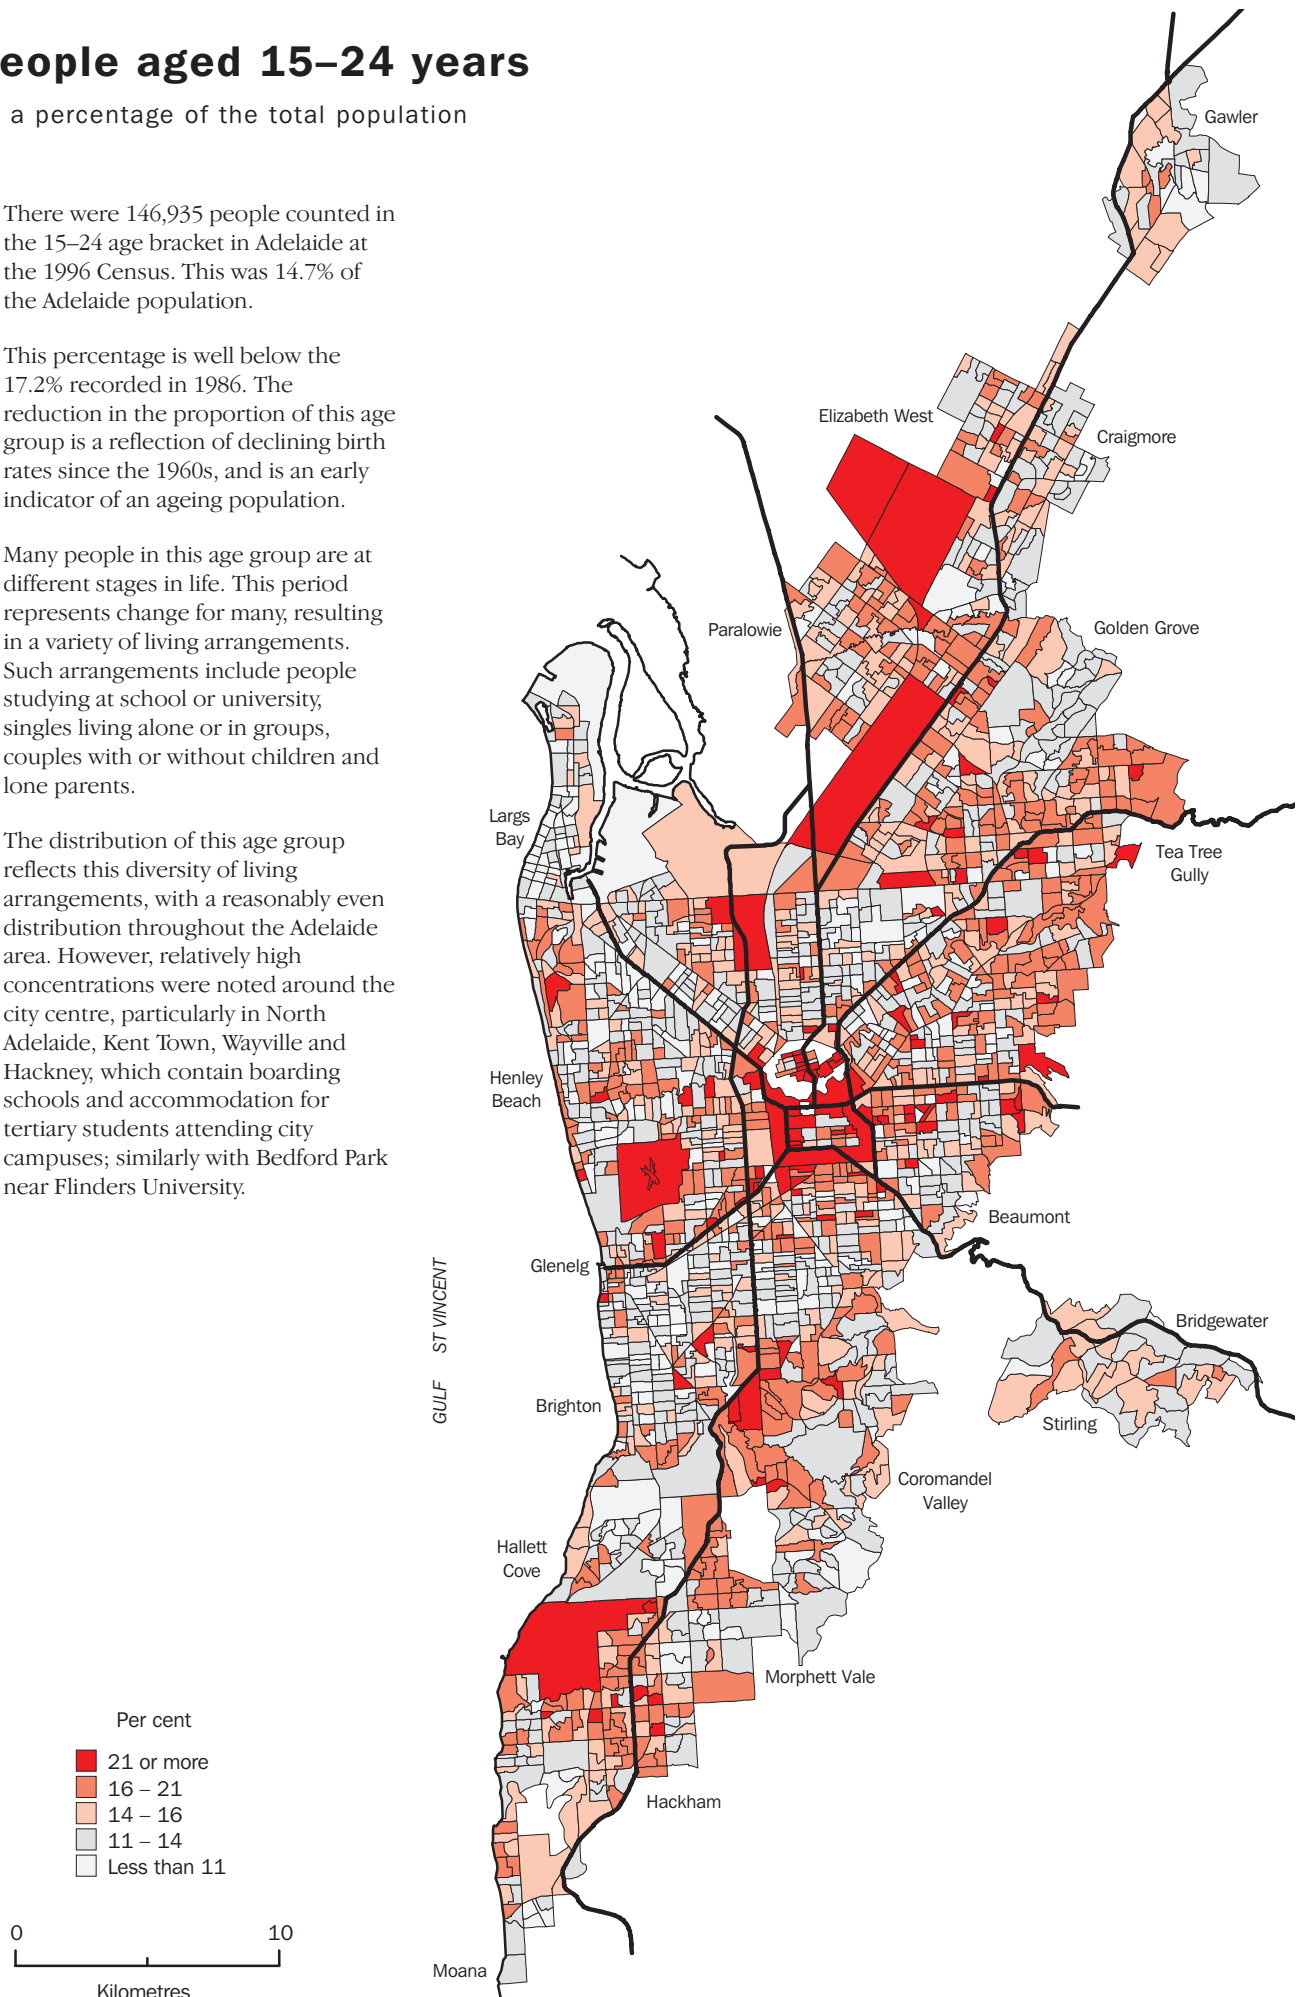 eople aged 15–24 years
a percentage of the total population
There were 146,935 people counted in
the 15–24 age bracket in Adelaide at
the 1996 Census. This was 14.7% of
the Adelaide population.
This percentage is well below the
17.2% recorded in 1986. The
reduction in the proportion of this age
group is a reflection of declining birth
rates since the 1960s, and is an early
indicator of an ageing population.
Many people in this age group are at
different stages in life. This period
represents change for many, resulting
in a variety of living arrangements.
Such arrangements include people
studying at school or university,
singles living alone or in groups,
couples with or without children and
lone parents.
The distribution of this age group
reflects this diversity of living
arrangements, with a reasonably even
distribution throughout the Adelaide
area. However, relatively high
concentrations were noted around the
city centre, particularly in North
Adelaide, Kent Town, Wayville and
Hackney, which contain boarding
schools and accommodation for
tertiary students attending city
campuses; similarly with Bedford Park
near Flinders University.
Gawler
Elizabeth West
Craigmore
Paralowie
Golden Grove
Largs
Bay
Tea Tree
Gully
Henley
Beach
Beaumont
Glenelg
GULF ST VINCENT
Bridgewater
Brighton
Stirling
Coromandel
Valley
Hallett
Cove
Morphett Vale
Hackham
Moana
Per cent
21 or more
16 – 21
14 – 16
11 – 14
Less than 11
0 10
Kilometres